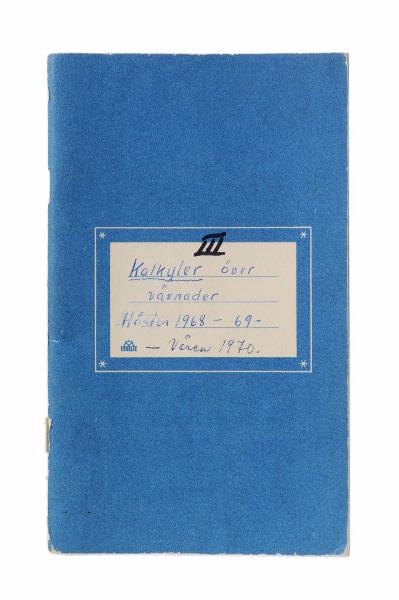 III
Kalkyler över
vävnader
Hösten 1968 - 69-
- Våren 1970.